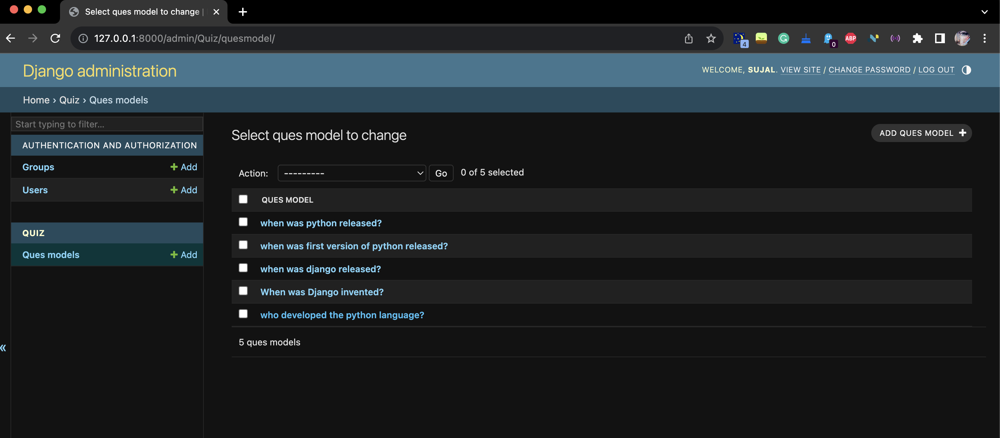 Select ques model to change |
127.0.0.1:8000/admin/Quiz/quesmodel/
4
0
ABP
Django administration
WELCOME, SUJAL. VIEW SITE / CHANGE PASSWORD / LOG OUT
Home › Quiz › Ques models
Start typing to filter...
AUTHENTICATION AND AUTHORIZATION
Groups + Add
Users + Add
QUIZ
Ques models + Add
«
Select ques model to change
ADD QUES MODEL +
Action: --------- Go 0 of 5 selected
QUES MODEL
when was python released?
when was first version of python released?
when was django released?
When was Django invented?
who developed the python language?
5 ques models